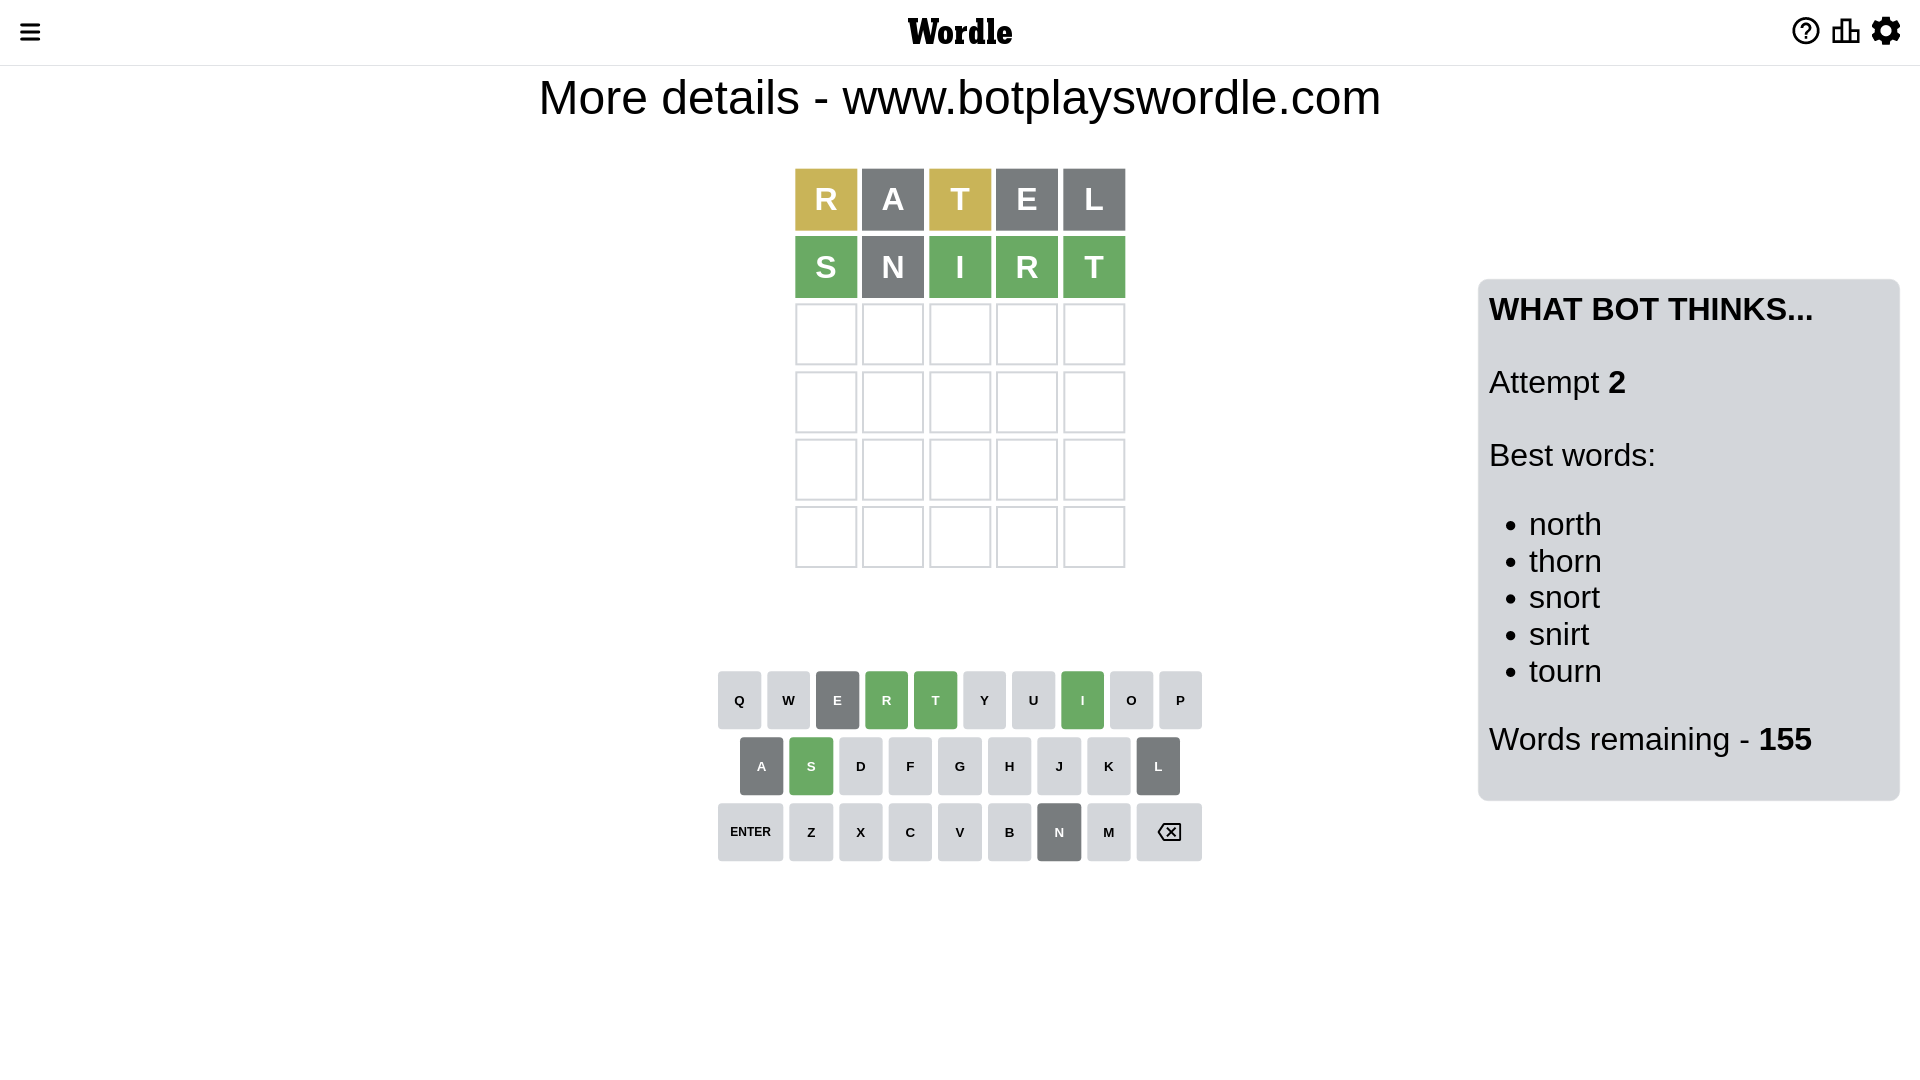 Wordle
More details - www.botplayswordle.com
R A T E L
S N I R T
WHAT BOT THINKS...
Attempt 2
Best words:
• north
• thorn
• snort
• snirt
• tourn
Words remaining - 155
Q W E R T Y U I O P
A S D F G H J K L
ENTER Z X C V B N M